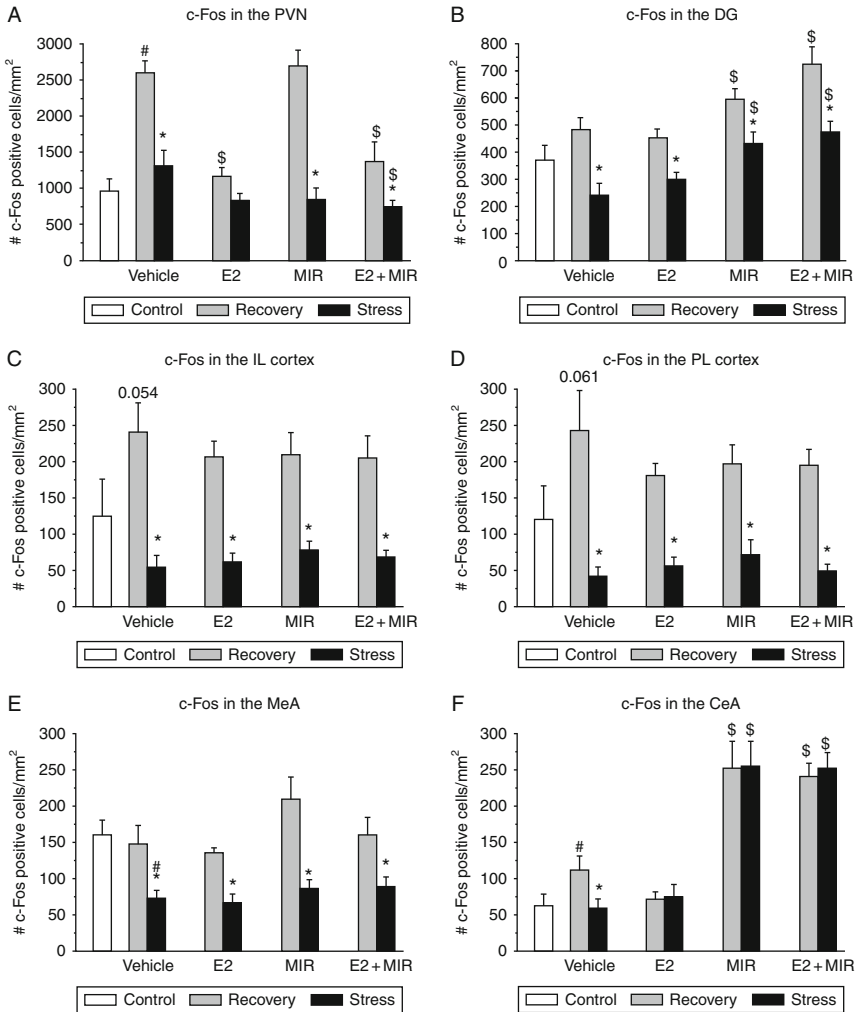 A
c-Fos in the PVN
# c-Fos positive cells/mm²
3000
2500
2000
1500
1000
500
0
#
*
$
*
$
$
*
Vehicle E2 MIR E2 + MIR
Control Recovery Stress
B
c-Fos in the DG
# c-Fos positive cells/mm²
800
700
600
500
400
300
200
100
0
*
*
$
$
*
$
$
*
Vehicle E2 MIR E2 + MIR
Control Recovery Stress
C
c-Fos in the IL cortex
# c-Fos positive cells/mm²
300
250
200
150
100
50
0
0.054
*
*
*
*
Vehicle E2 MIR E2 + MIR
Control Recovery Stress
D
c-Fos in the PL cortex
# c-Fos positive cells/mm²
300
250
200
150
100
50
0
0.061
*
*
*
*
Vehicle E2 MIR E2 + MIR
Control Recovery Stress
E
c-Fos in the MeA
# c-Fos positive cells/mm²
300
250
200
150
100
50
0
#
*
*
*
*
Vehicle E2 MIR E2 + MIR
Control Recovery Stress
F
c-Fos in the CeA
# c-Fos positive cells/mm²
300
250
200
150
100
50
0
#
*
$ $
$ $
Vehicle E2 MIR E2 + MIR
Control Recovery Stress